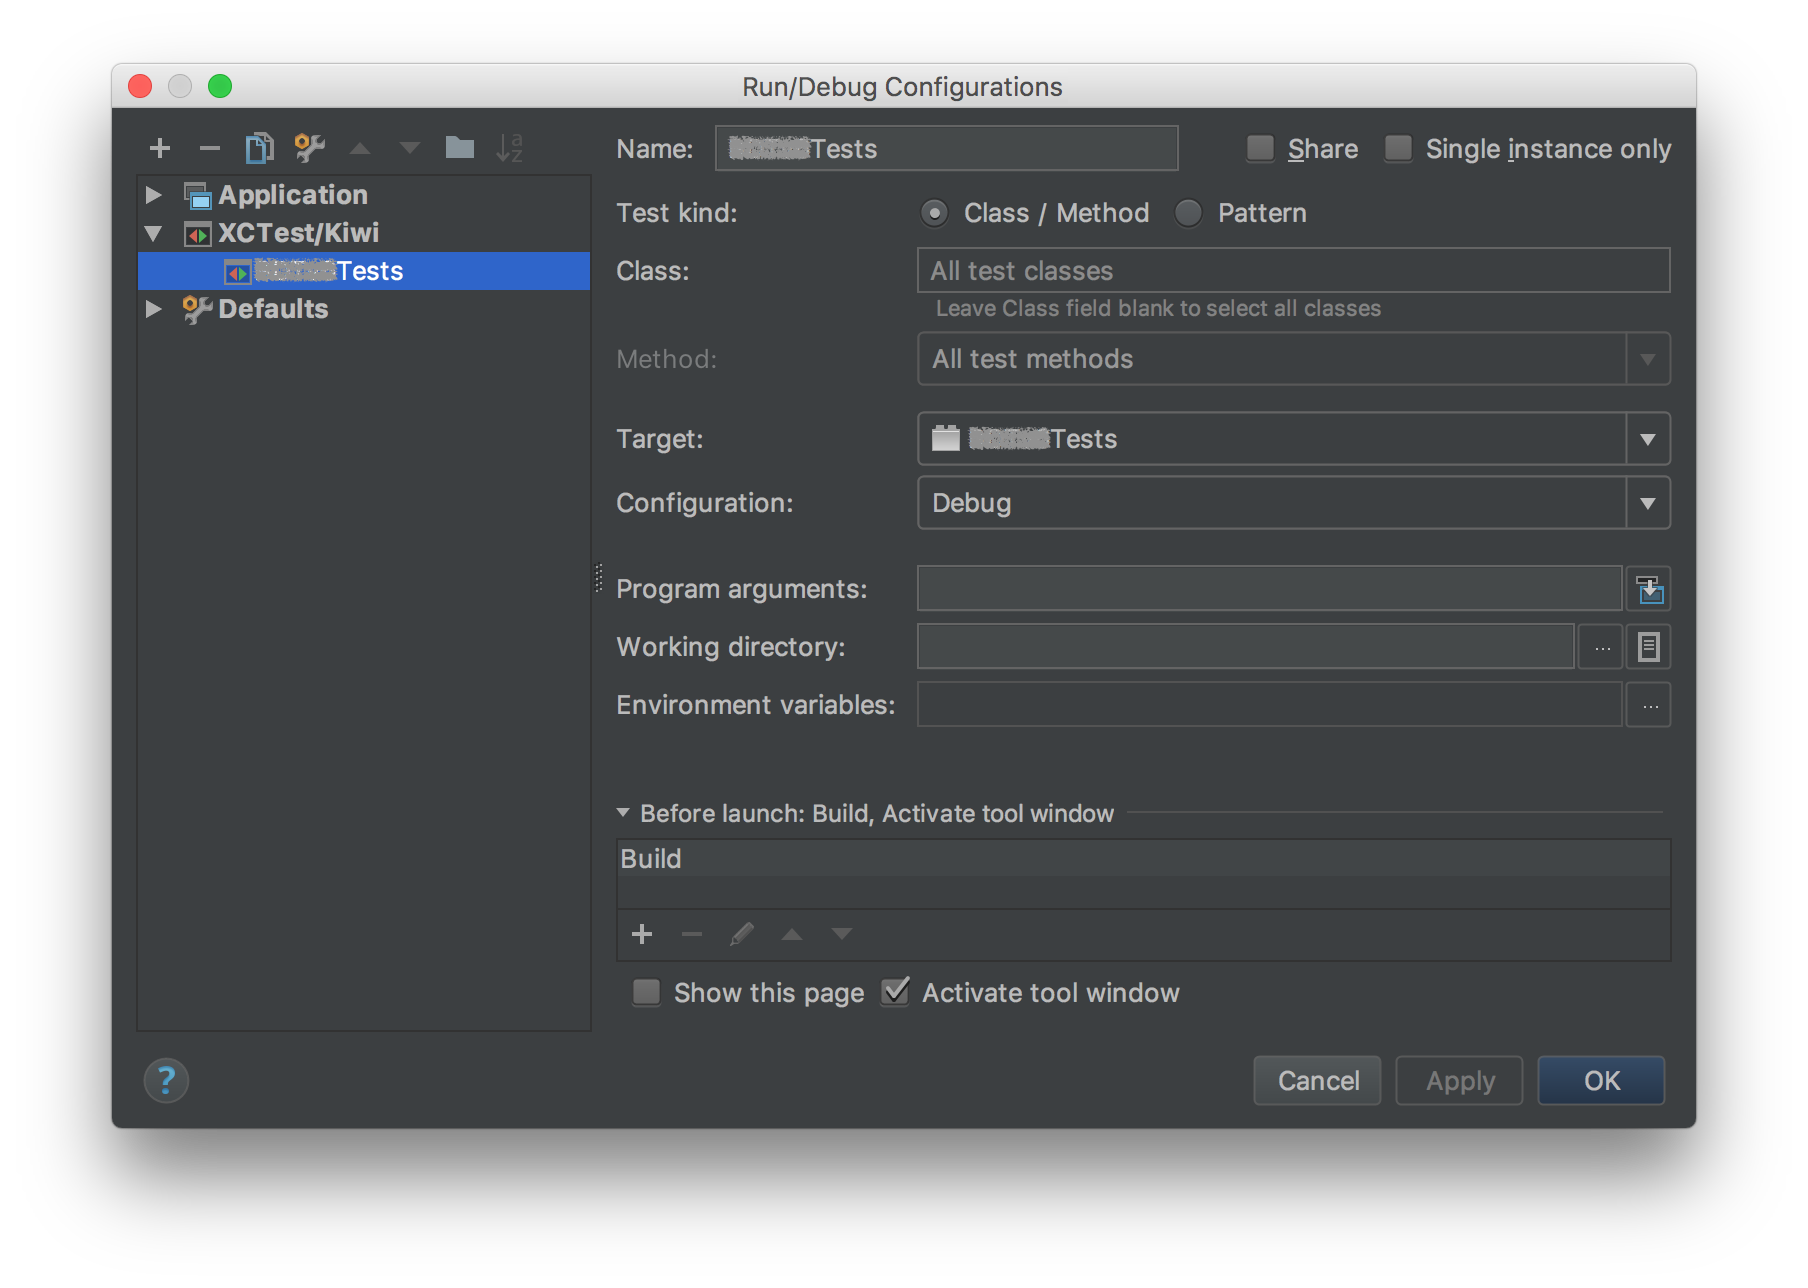 Run/Debug Configurations
Name: Tests
Share
Single instance only
Application
XCTest/Kiwi
Tests
Defaults
Test kind: Class / Method Pattern
Class: All test classes
Leave Class field blank to select all classes
Method: All test methods
Target: Tests
Configuration: Debug
Program arguments:
Working directory: ...
Environment variables: ...
Before launch: Build, Activate tool window
Build
Show this page Activate tool window
? Cancel Apply OK